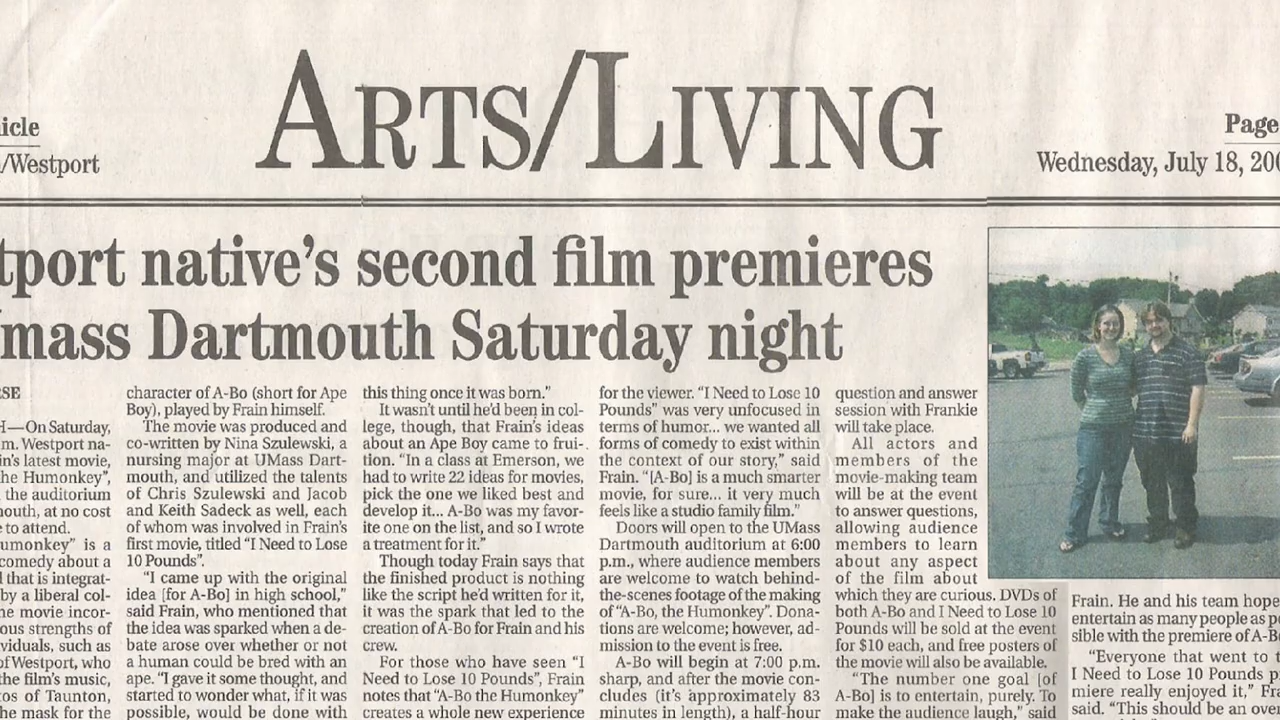 ARTS/LIVING
Page
/Westport
Wednesday, July 18,
native's second film premieres
Dartmouth Saturday night
H—On Saturday,
m. Westport na-
in's latest movie,
he Humonkey",
the auditorium
mouth, at no cost
to attend.
umonkey" is a
comedy about a
that is integrat-
by a liberal col-
movie incor-
ous strengths of
viduals, such as
of Westport, who
the film's music,
of Taunton,
the mask for the
character of A-Bo (short for Ape
Boy), played by Frain himself.
The movie was produced and
co-written by Nina Szulewski, a
nursing major at UMass Dart-
mouth, and utilized the talents
of Chris Szulewski and Jacob
and Keith Sadeck as well, each
of whom was involved in Frain's
first movie, titled "I Need to Lose
10 Pounds".
"I came up with the original
idea [for A-Bo] in high school,"
said Frain, who mentioned that
the idea was sparked when a de-
bate arose over whether or not
a human could be bred with an
ape. "I gave it some thought, and
started to wonder what, if it was
possible, would be done with
this thing once it was born."
It wasn't until he'd been in col-
lege, though, that Frain's ideas
about an Ape Boy came to frui-
tion. "In a class at Emerson, we
had to write 22 ideas for movies,
pick the one we liked best and
develop it... A-Bo was my favor-
ite one on the list, and so I wrote
a treatment for it."
Though today Frain says that
the finished product is nothing
like the script he'd written for it,
it was the spark that led to the
creation of A-Bo for Frain and his
crew.
For those who have seen "I
Need to Lose 10 Pounds", Frain
notes that "A-Bo the Humonkey"
creates a whole new experience
for the viewer. "I Need to Lose 10
Pounds" was very unfocused in
terms of humor... we wanted all
forms of comedy to exist within
the context of our story," said
Frain. "[A-Bo] is a much smarter
movie, for sure... it very much
feels like a studio family film."
Doors will open to the UMass
Dartmouth auditorium at 6:00
p.m., where audience members
are welcome to watch behind-
the-scenes footage of the making
of "A-Bo, the Humonkey". Dona-
tions are welcome; however, ad-
mission to the event is free.
A-Bo will begin at 7:00 p.m.
sharp, and after the movie con-
cludes (it's approximately 83
minutes in length), a half-hour
question and answer
session with Frankie
will take place.
All actors and
members of the
movie-making team
will be at the event
to answer questions,
allowing audience
members to learn
about any aspect
of the film about
which they are curious. DVDs of
both A-Bo and I Need to Lose 10
Pounds will be sold at the event
for $10 each, and free posters of
the movie will also be available.
"The number one goal [of
A-Bo] is to entertain, purely. To
make the audience laugh," said
Frain. He and his team hope
entertain as many people as po
sible with the premiere of A-Bo
"Everyone that went to t
I Need to Lose 10 Pounds p
miere really enjoyed it," Fra
said. "This should be an over